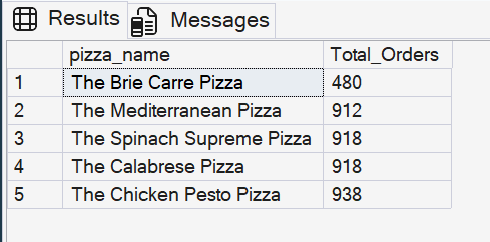 Results Messages
pizza_name Total_Orders
1 The Brie Carre Pizza 480
2 The Mediterranean Pizza 912
3 The Spinach Supreme Pizza 918
4 The Calabrese Pizza 918
5 The Chicken Pesto Pizza 938